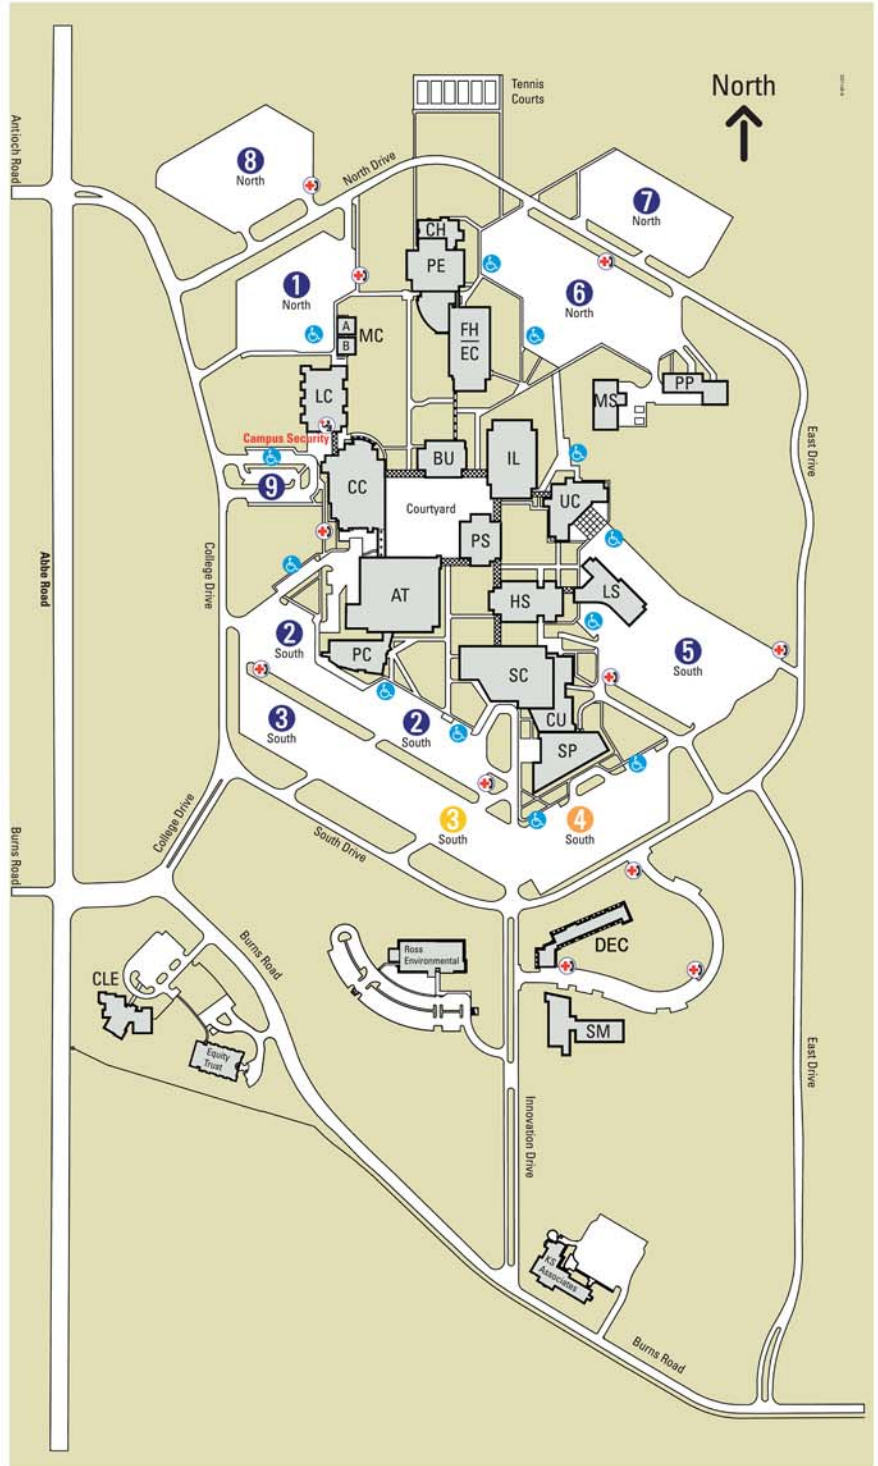 North
Tennis
Courts
Antioch Road
8
North
North Drive
7
North
CH
PE
1
North
6
North
A
B
MC
FH
EC
LC
MS
PP
Campus Security
East Drive
9
CC
BU
IL
UC
Courtyard
PS
Abbe Road
College Drive
AT
HS
LS
2
South
PC
5
South
SC
3
South
2
South
CU
SP
3
South
4
South
College Drive
South Drive
Burns Road
Burns Road
Ross
Environmental
DEC
CLE
SM
Equity
Trust
East Drive
Innovation Drive
KS
Associates
Burns Road